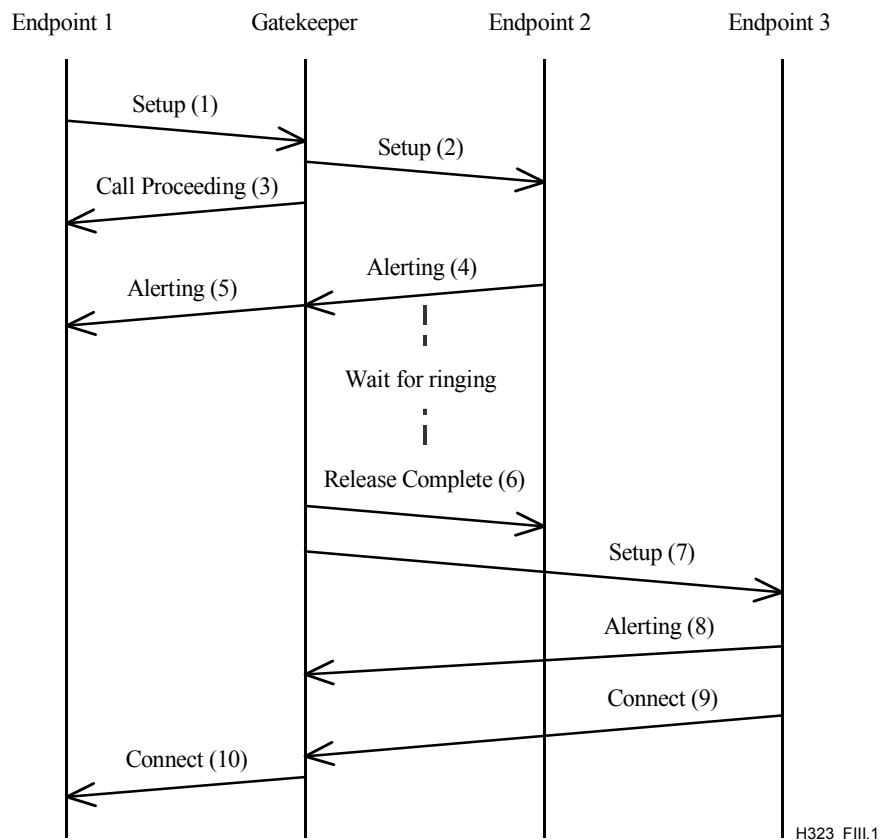 Endpoint 1 Gatekeeper Endpoint 2 Endpoint 3
Setup (1)
Setup (2)
Call Proceeding (3)
Alerting (4)
Alerting (5)
Wait for ringing
Release Complete (6)
Setup (7)
Alerting (8)
Connect (9)
Connect (10)
H323_FIII.1